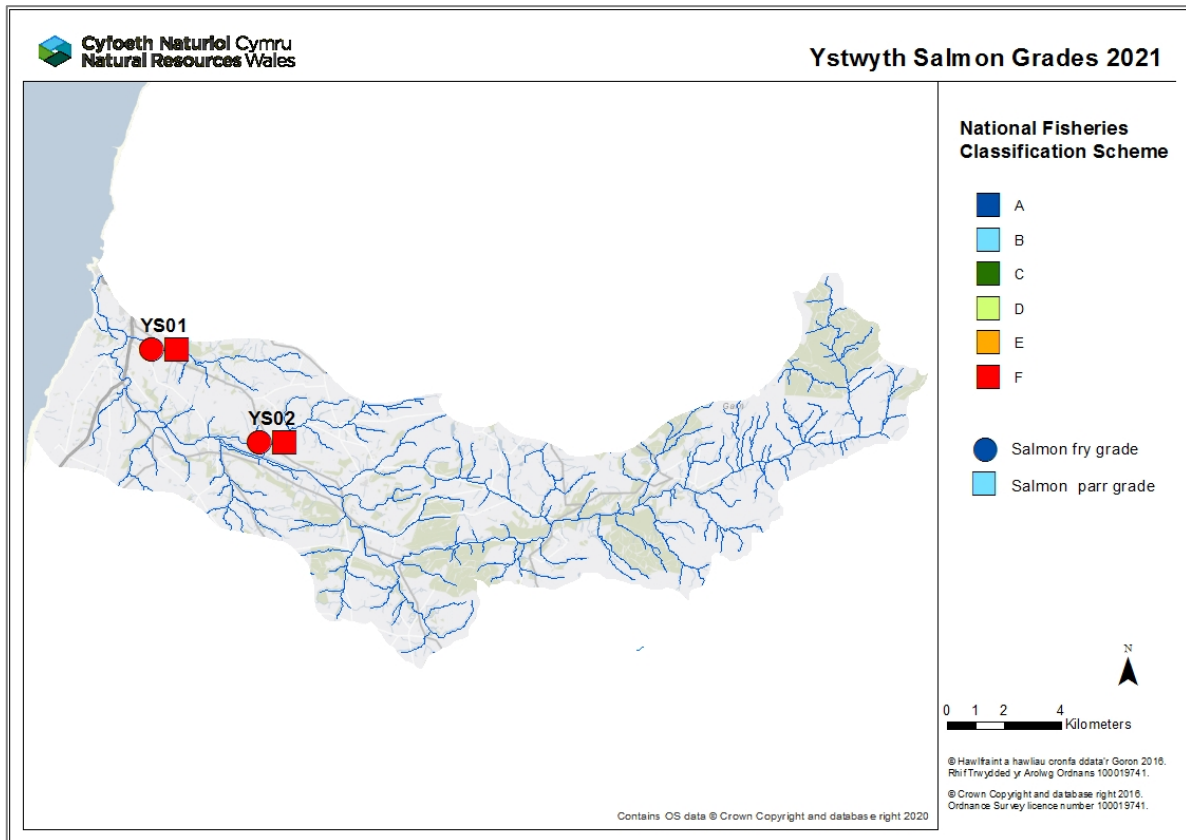 Cyfoeth Naturiol Cymru
Natural Resources Wales
Ystwyth Salmon Grades 2021
National Fisheries
Classification Scheme
A
B
C
D
E
F
Salmon fry grade
Salmon parr grade
YS01
YS02
N
0 1 2 4
Kilometers
© Hawlfraint a hawliau cronfa ddata'r Goron 2016.
Rhif Trwydded yr Arolwg Ordnans 100019741.
© Crown Copyright and database right 2016.
Ordnance Survey licence number 100019741.
Contains OS data © Crown Copyright and database right 2020